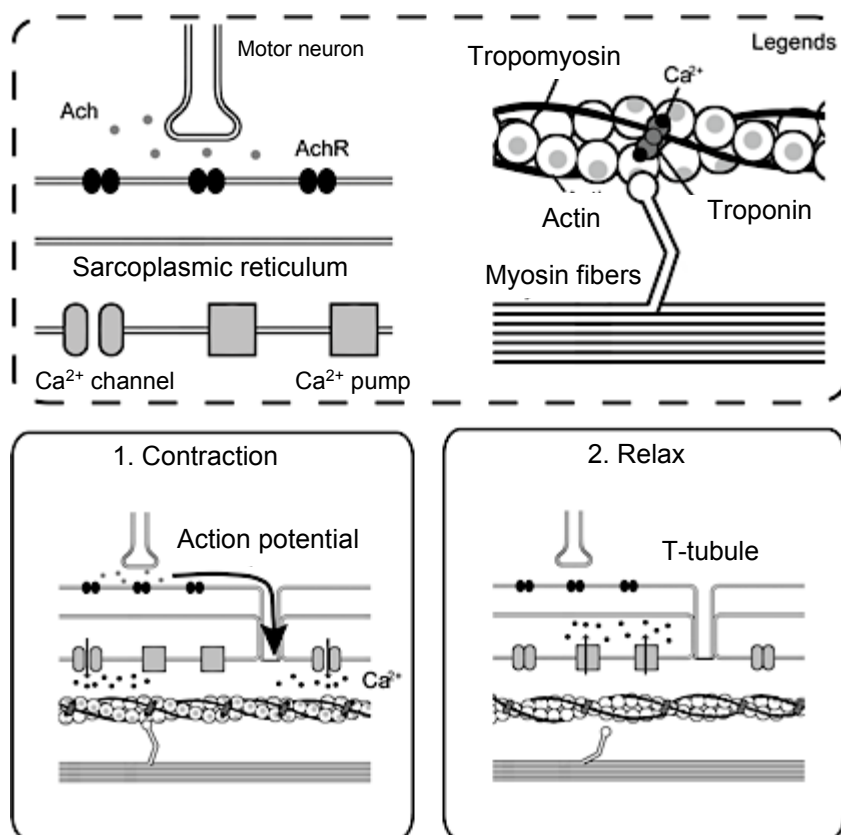 Motor neuron
Legends
Tropomyosin
Ca²⁺
Ach
AchR
Actin
Troponin
Sarcoplasmic reticulum
Myosin fibers
Ca²⁺ channel
Ca²⁺ pump
1. Contraction
Action potential
Ca²⁺
2. Relax
T-tubule